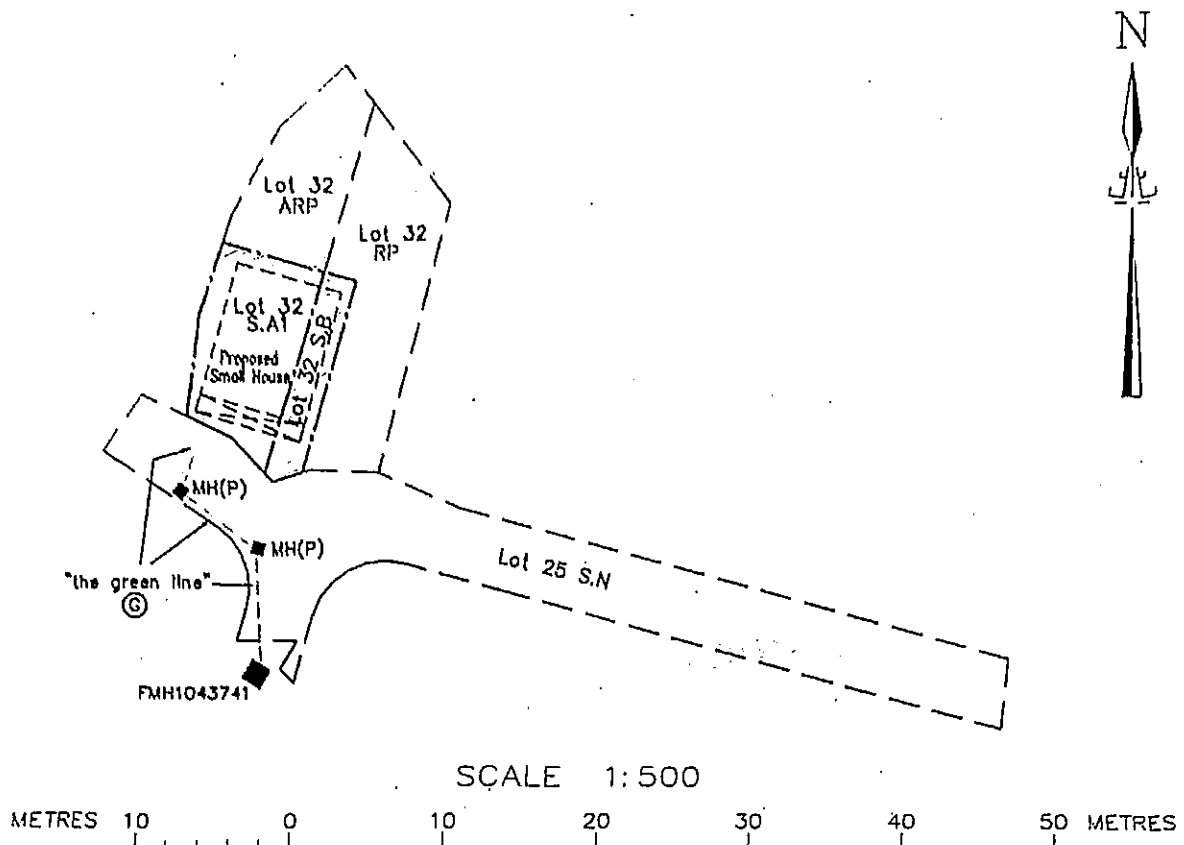 N
Lot 32
ARP
Lot 32
RP
Lot 32
S.A1
Lot 32 S.B
Proposed
Small House
MH(P)
MH(P)
"the green line"
G
Lot 25 S.N
FMH1043741
SCALE 1:500
METRES 10 0 10 20 30 40 50 METRES